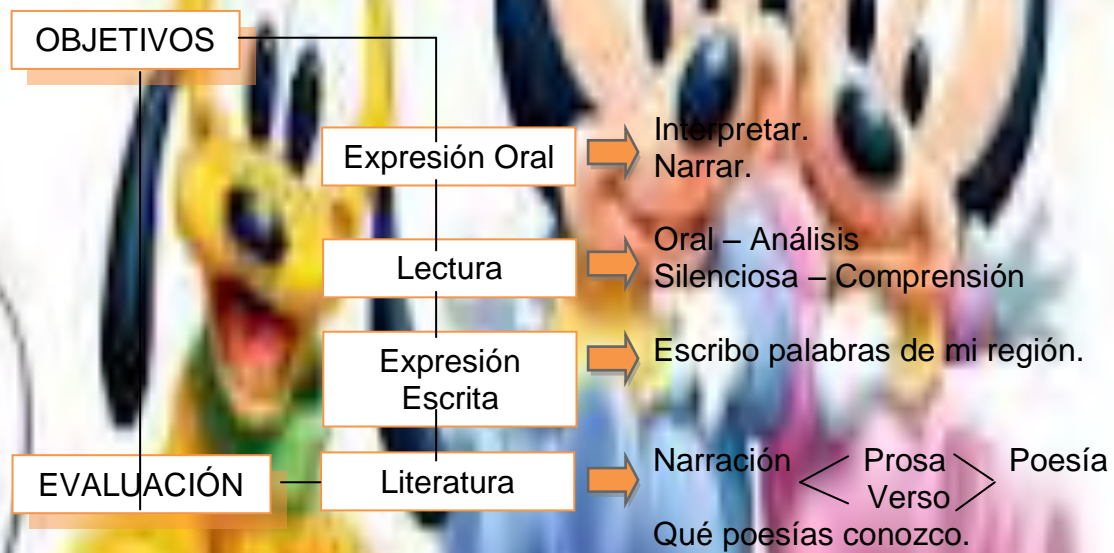 OBJETIVOS
Expresión Oral
Interpretar.
Narrar.
Lectura
Oral – Análisis
Silenciosa – Comprensión
Expresión
Escrita
Escribo palabras de mi región.
EVALUACIÓN
Literatura
Narración Prosa Poesía
Verso
Qué poesías conozco.